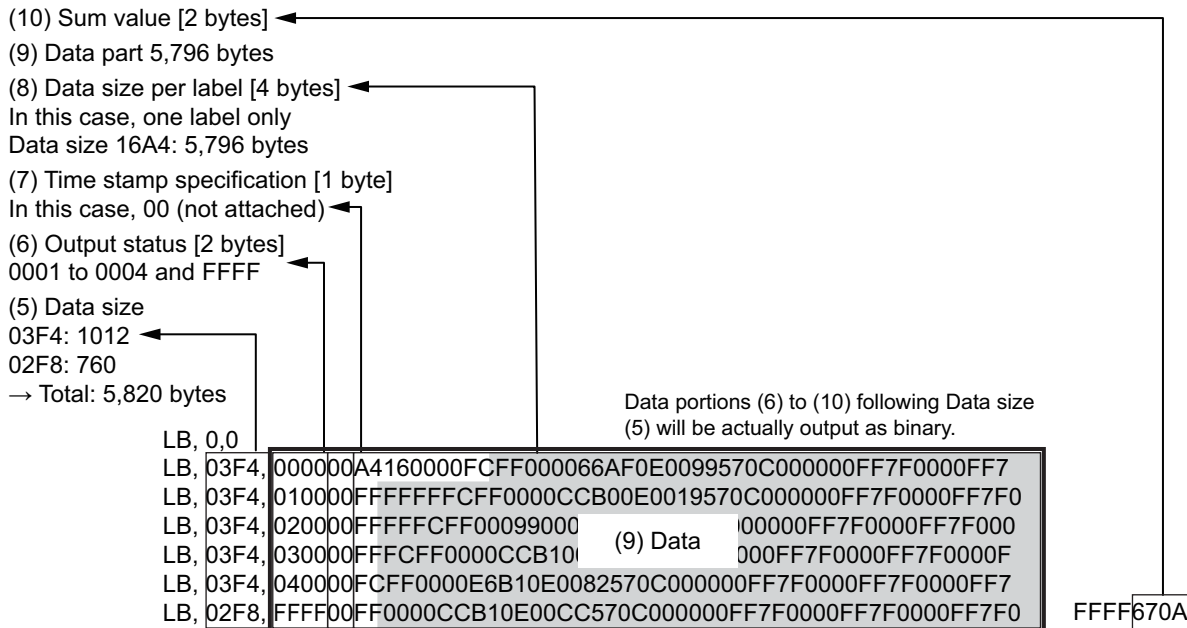 (10) Sum value [2 bytes]
(9) Data part 5,796 bytes
(8) Data size per label [4 bytes]
In this case, one label only
Data size 16A4: 5,796 bytes
(7) Time stamp specification [1 byte]
In this case, 00 (not attached)
(6) Output status [2 bytes]
0001 to 0004 and FFFF
(5) Data size
03F4: 1012
02F8: 760
→ Total: 5,820 bytes
Data portions (6) to (10) following Data size
(5) will be actually output as binary.
LB, 0,0
LB, 03F4, 000000A4160000FCFF000066AF0E0099570C000000FF7F0000FF7
LB, 03F4, 010000FFFFFFFCFF0000CCB00E0019570C000000FF7F0000FF7F0
LB, 03F4, 020000FFFFFCFF00099000 (9) Data 000000FF7F0000FF7F000
LB, 03F4, 030000FFFCFF0000CCB100 000FF7F0000FF7F0000F
LB, 03F4, 040000FCFF0000E6B10E0082570C000000FF7F0000FF7F0000FF7
LB, 02F8, FFFF00FF0000CCB10E00CC570C000000FF7F0000FF7F0000FF7F0 FFFF670A